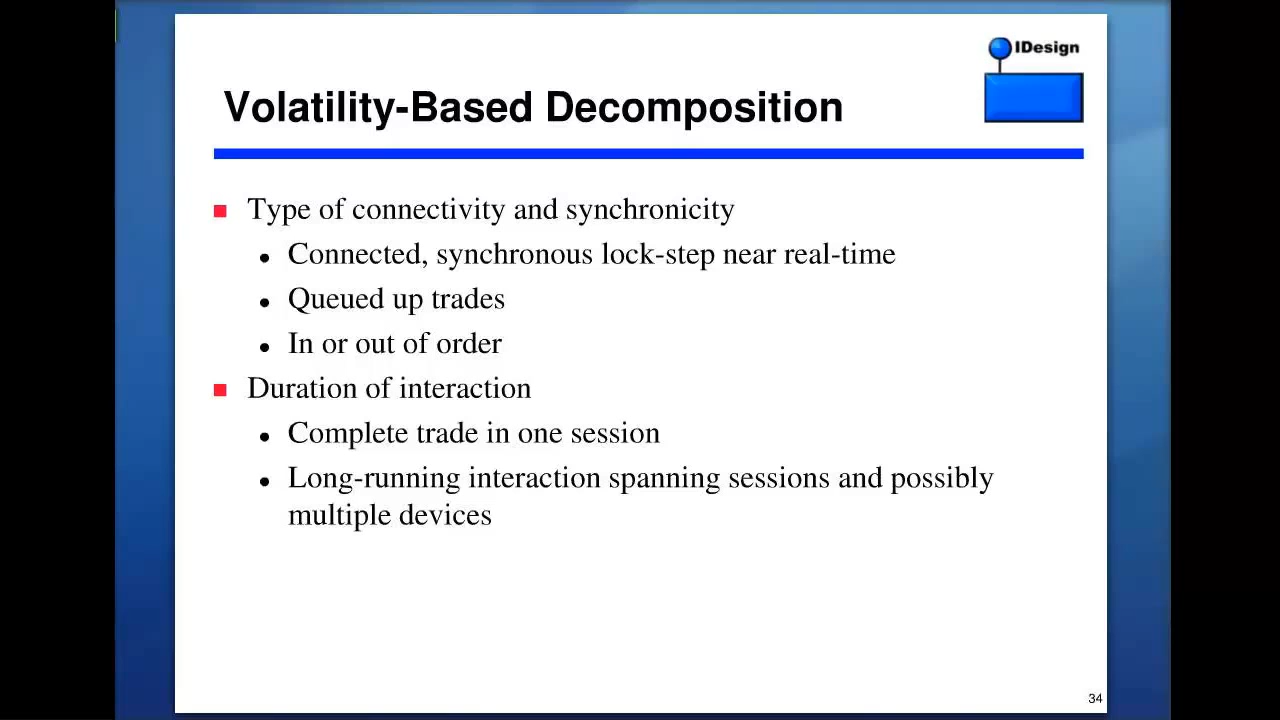 IDesign
Volatility-Based Decomposition
Type of connectivity and synchronicity
Connected, synchronous lock-step near real-time
Queued up trades
In or out of order
Duration of interaction
Complete trade in one session
Long-running interaction spanning sessions and possibly
multiple devices
34